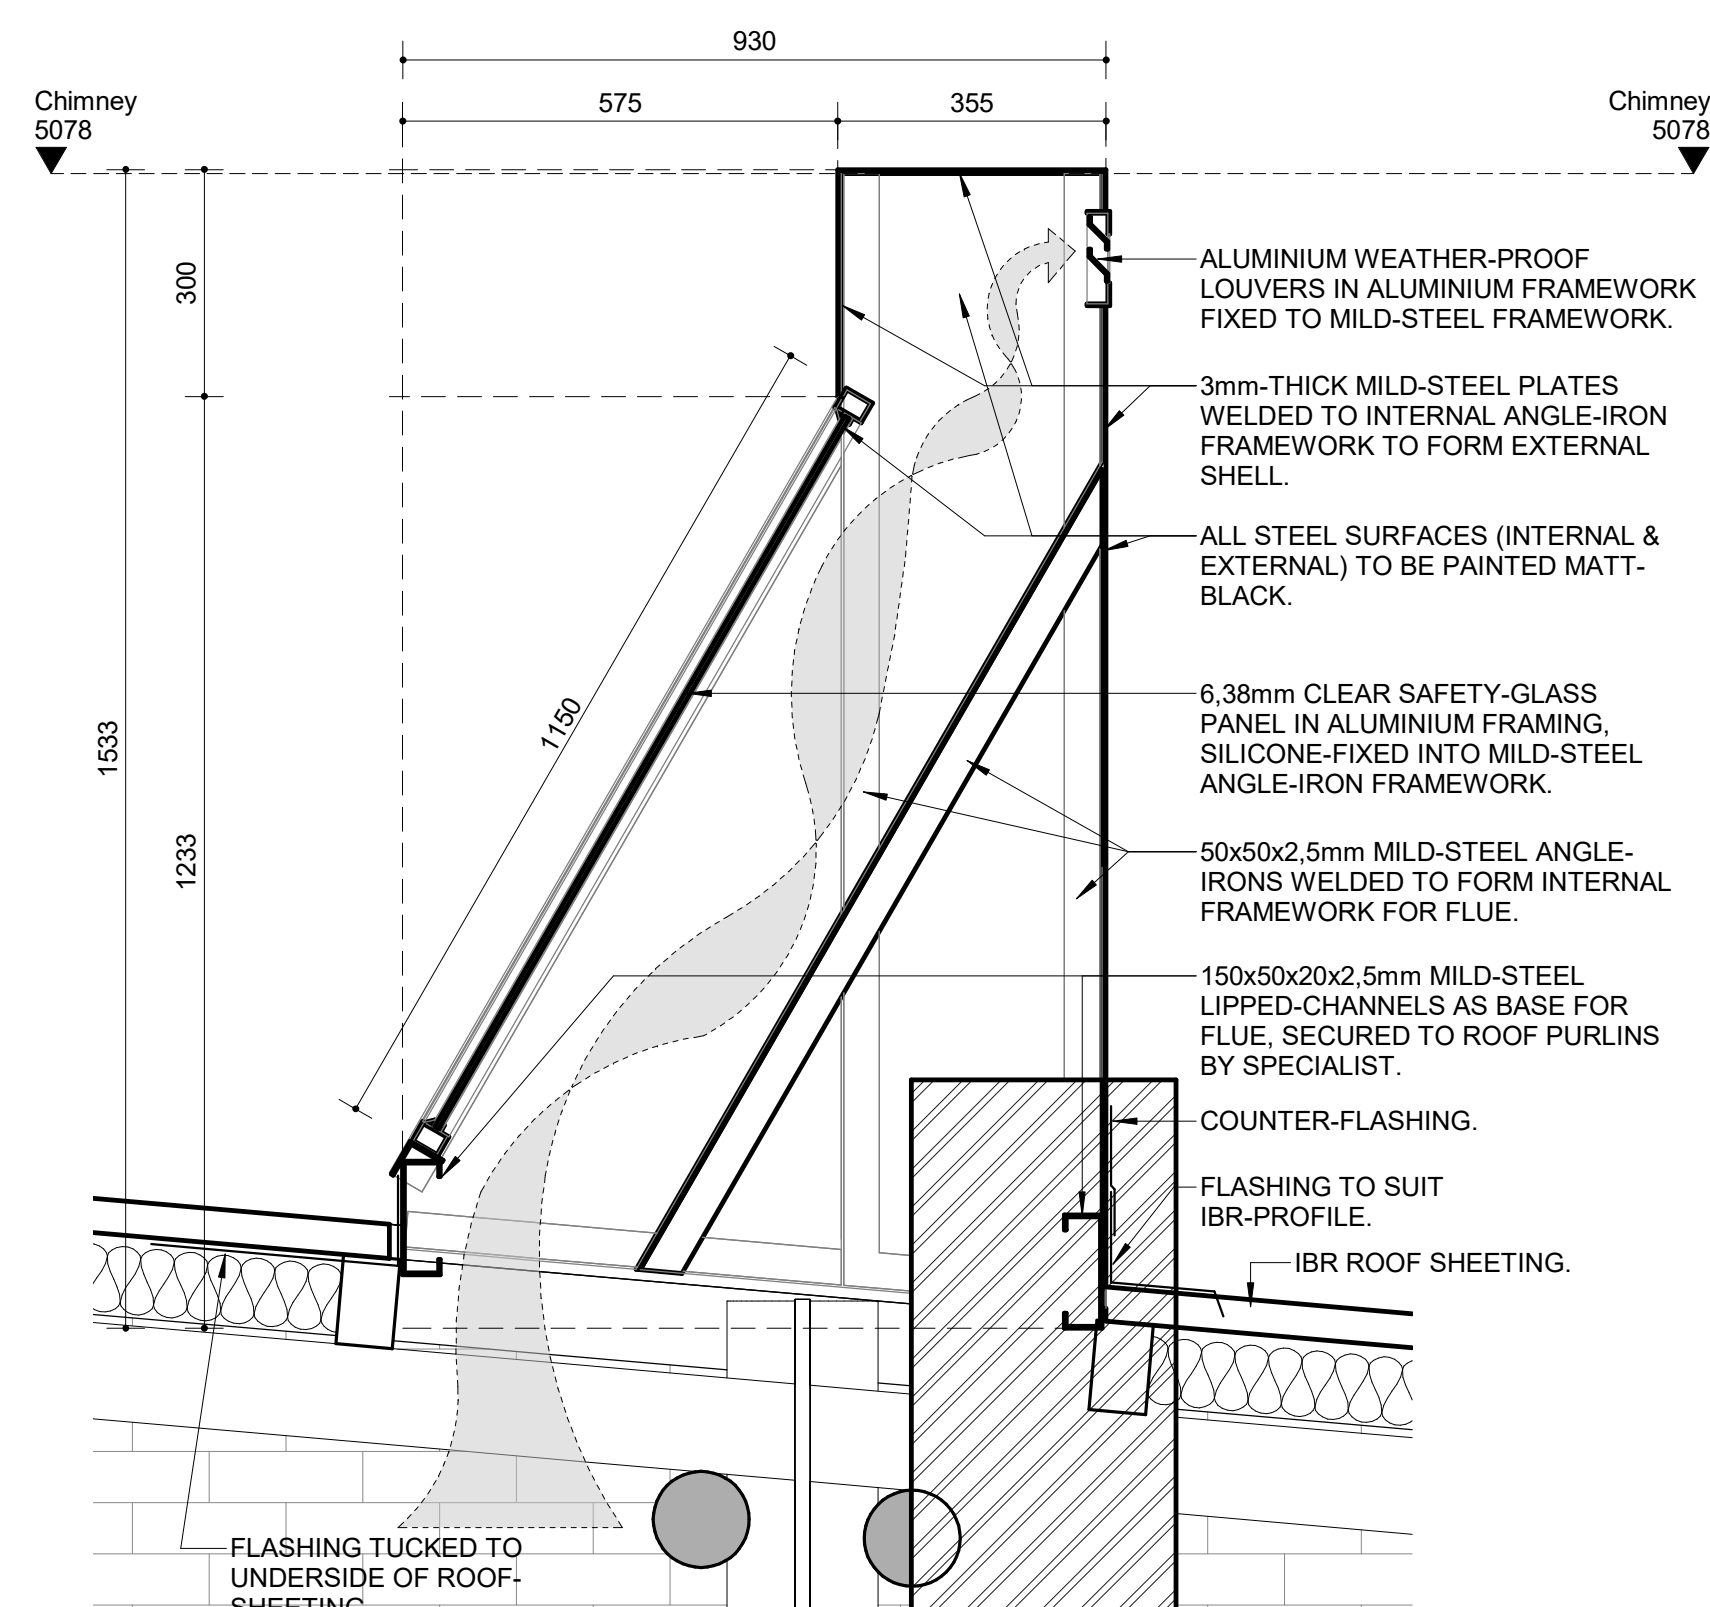 930
575
355
Chimney
5078
Chimney
5078
300
1533
1233
1150
ALUMINIUM WEATHER-PROOF
LOUVERS IN ALUMINIUM FRAMEWORK
FIXED TO MILD-STEEL FRAMEWORK.
3mm-THICK MILD-STEEL PLATES
WELDED TO INTERNAL ANGLE-IRON
FRAMEWORK TO FORM EXTERNAL
SHELL.
ALL STEEL SURFACES (INTERNAL &
EXTERNAL) TO BE PAINTED MATT-
BLACK.
6,38mm CLEAR SAFETY-GLASS
PANEL IN ALUMINIUM FRAMING,
SILICONE-FIXED INTO MILD-STEEL
ANGLE-IRON FRAMEWORK.
50x50x2,5mm MILD-STEEL ANGLE-
IRONS WELDED TO FORM INTERNAL
FRAMEWORK FOR FLUE.
150x50x20x2,5mm MILD-STEEL
LIPPED-CHANNELS AS BASE FOR
FLUE, SECURED TO ROOF PURLINS
BY SPECIALIST.
COUNTER-FLASHING.
FLASHING TO SUIT
IBR-PROFILE.
IBR ROOF SHEETING.
FLASHING TUCKED TO
UNDERSIDE OF ROOF-
SHEETING